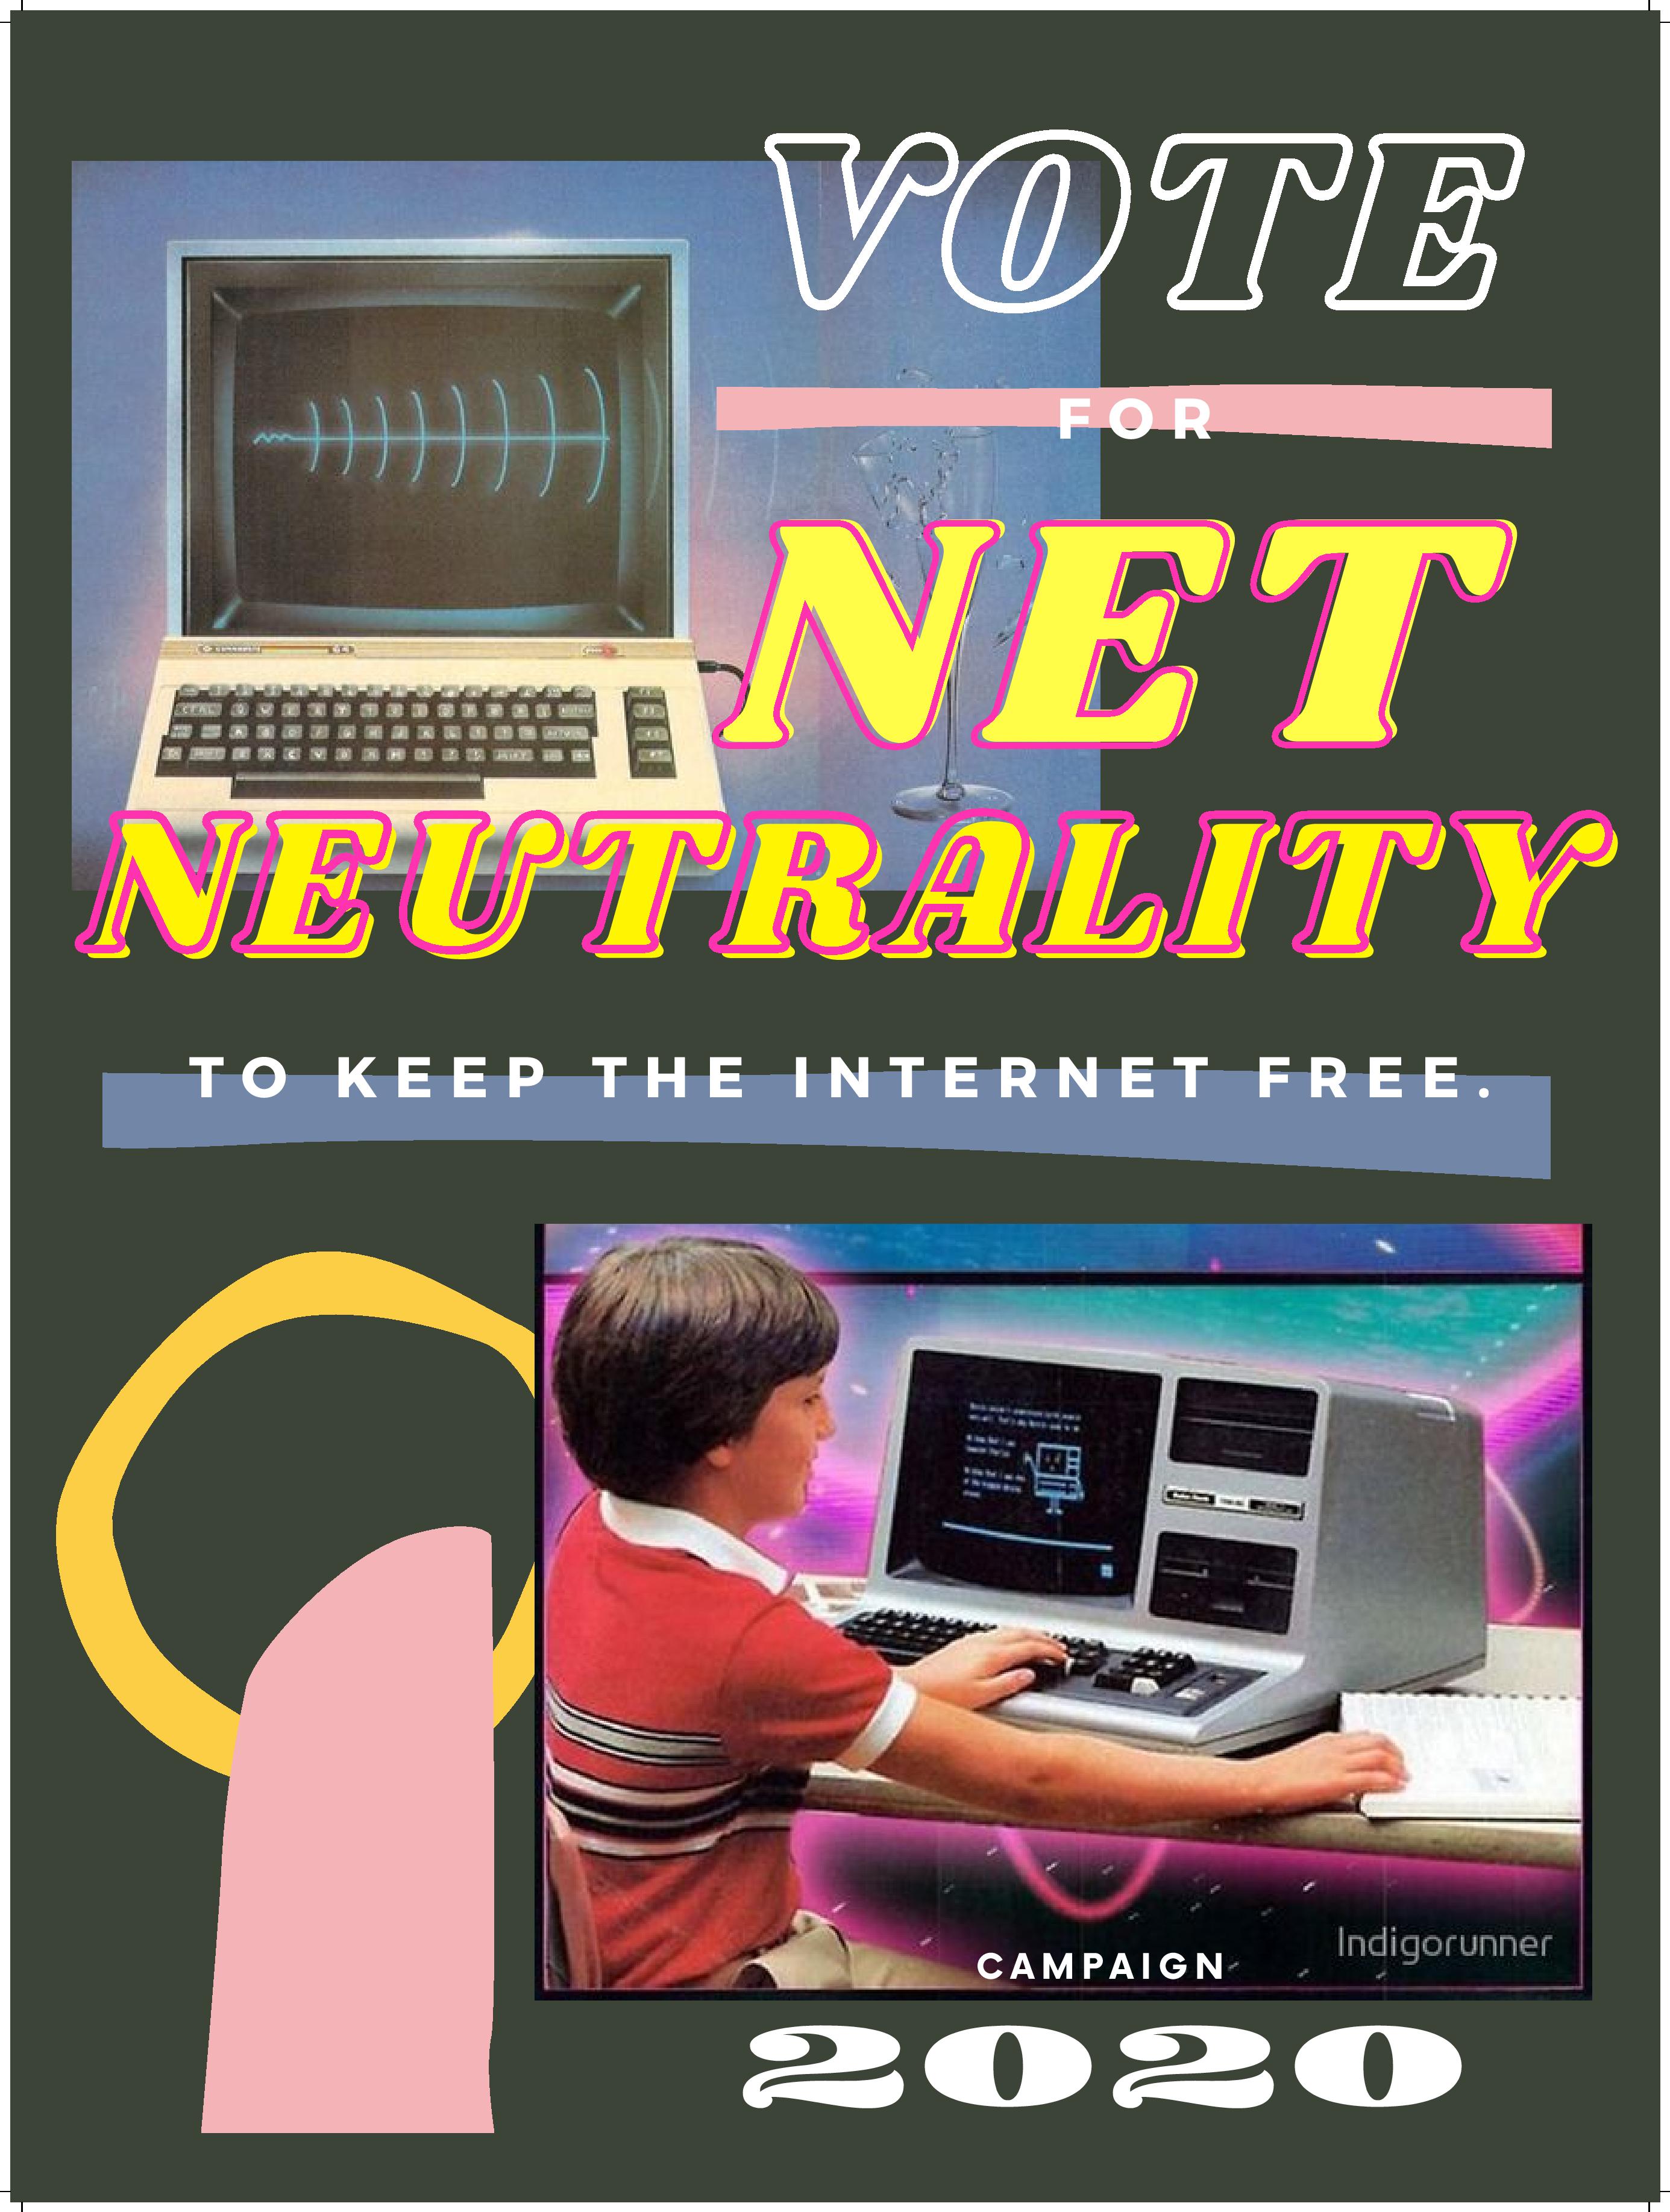 VOTE
FOR
NET
NEUTRALITY
TO KEEP THE INTERNET FREE.
Indigorunner
CAMPAIGN
2020